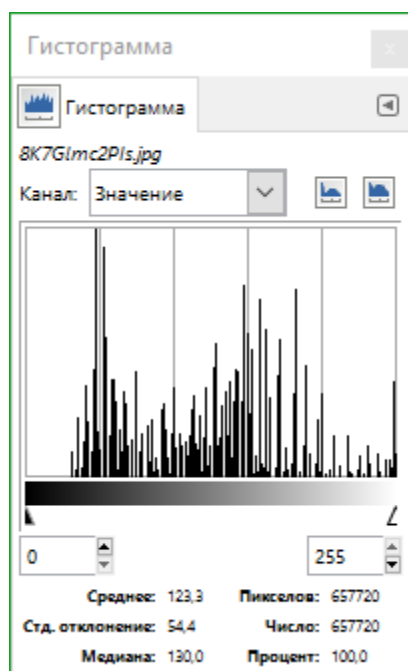 Гистограмма
Гистограмма
8K7Glmc2PIs.jpg
Канал: Значение
0 255
Среднее: 123,3 Пикселов: 657720
Стд. отклонение: 54,4 Число: 657720
Медиана: 130,0 Процент: 100,0